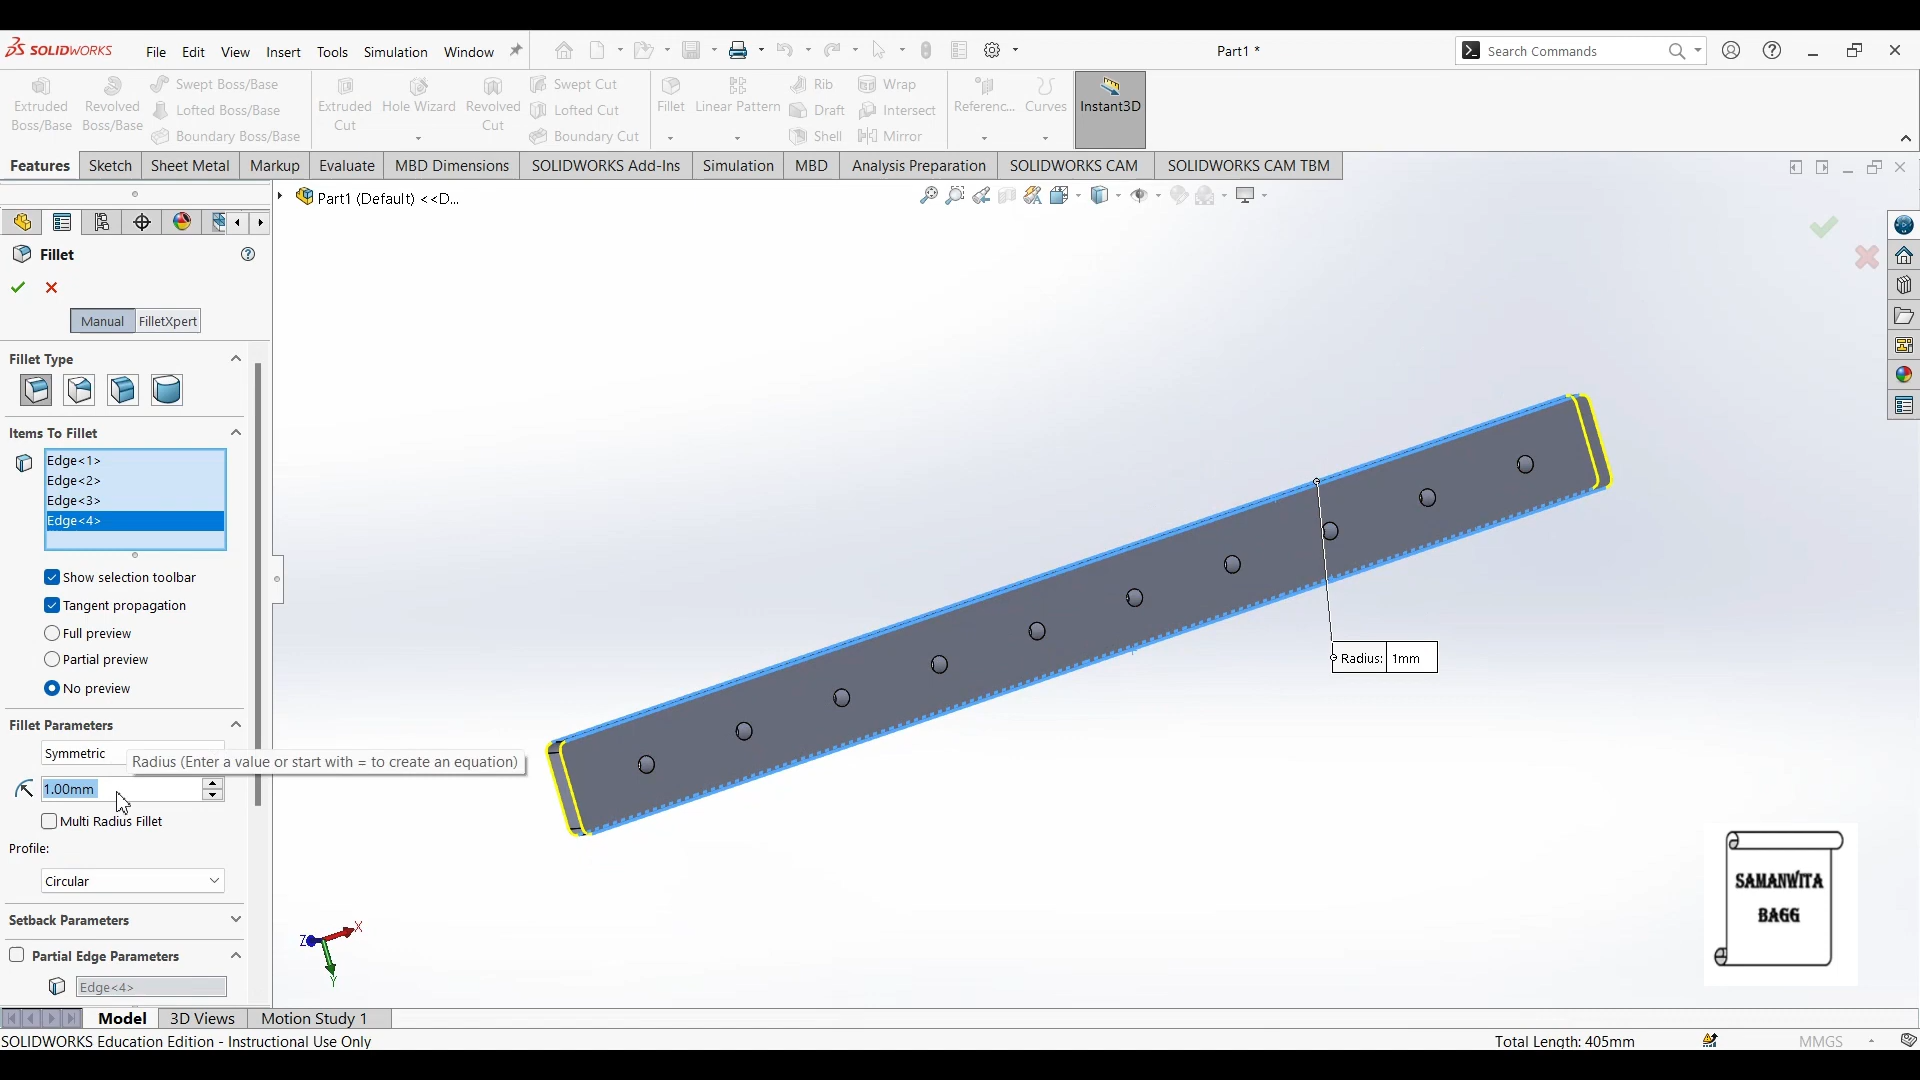 SOLIDWORKS
File Edit View Insert Tools Simulation Window
Part1 *
Search Commands
Extruded Boss/Base
Revolved Boss/Base
Swept Boss/Base
Lofted Boss/Base
Boundary Boss/Base
Extruded Cut
Hole Wizard
Revolved Cut
Swept Cut
Lofted Cut
Boundary Cut
Fillet
Linear Pattern
Rib
Draft
Shell
Wrap
Intersect
Mirror
Referenc...
Curves
Instant3D
Features Sketch Sheet Metal Markup Evaluate MBD Dimensions SOLIDWORKS Add-Ins Simulation MBD Analysis Preparation SOLIDWORKS CAM SOLIDWORKS CAM TBM
Part1 (Default) <<D...
Fillet
Manual FilletXpert
Fillet Type
Items To Fillet
Edge<1>
Edge<2>
Edge<3>
Edge<4>
Show selection toolbar
Tangent propagation
Full preview
Partial preview
No preview
Fillet Parameters
Symmetric
Radius (Enter a value or start with = to create an equation)
1.00mm
Multi Radius Fillet
Profile:
Circular
Setback Parameters
Partial Edge Parameters
Edge<4>
Radius: 1mm
Z X
Y
SAMANWITA
BAGG
Model 3D Views Motion Study 1
SOLIDWORKS Education Edition - Instructional Use Only
Total Length: 405mm
MMGS